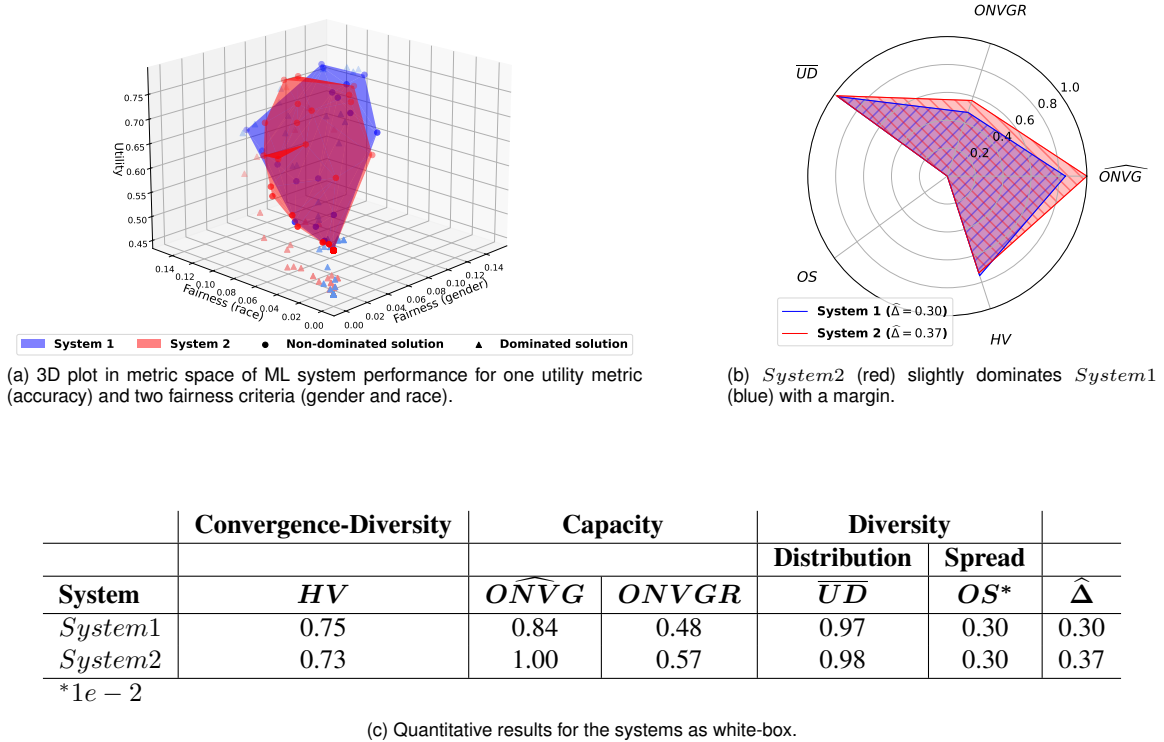 0.75
0.70
0.65
0.60
0.55
0.50
0.45
Utility
0.14
0.12
0.10
0.08
0.06
0.04
0.02
0.00
Fairness (race)
0.00
0.02
0.04
0.06
0.08
0.10
0.12
0.14
Fairness (gender)
System 1 System 2 Non-dominated solution Dominated solution
(a) 3D plot in metric space of ML system performance for one utility metric
(accuracy) and two fairness criteria (gender and race).
ONVGR
UD
1.0
0.8
0.6
0.4
0.2
ONVG
OS
HV
System 1 (Δ̂ = 0.30)
System 2 (Δ̂ = 0.37)
(b) System2 (red) slightly dominates System1
(blue) with a margin.
Convergence-Diversity Capacity Diversity
Distribution Spread
System HV ONVG ONVGR UD OS* Δ̂
System1 0.75 0.84 0.48 0.97 0.30 0.30
System2 0.73 1.00 0.57 0.98 0.30 0.37
*1e − 2
(c) Quantitative results for the systems as white-box.